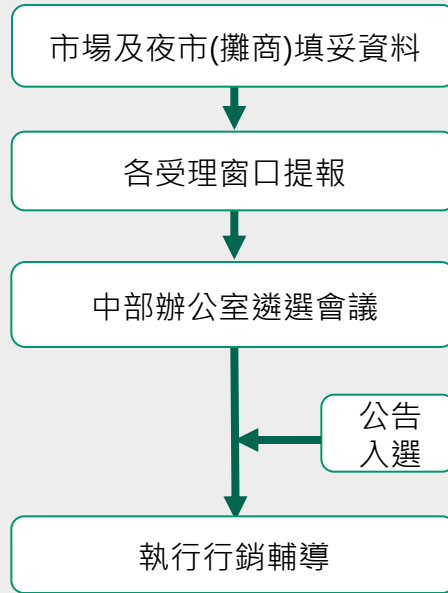 市場及夜市(攤商)填妥資料
各受理窗口提報
中部辦公室遴選會議
公告
入選
執行行銷輔導